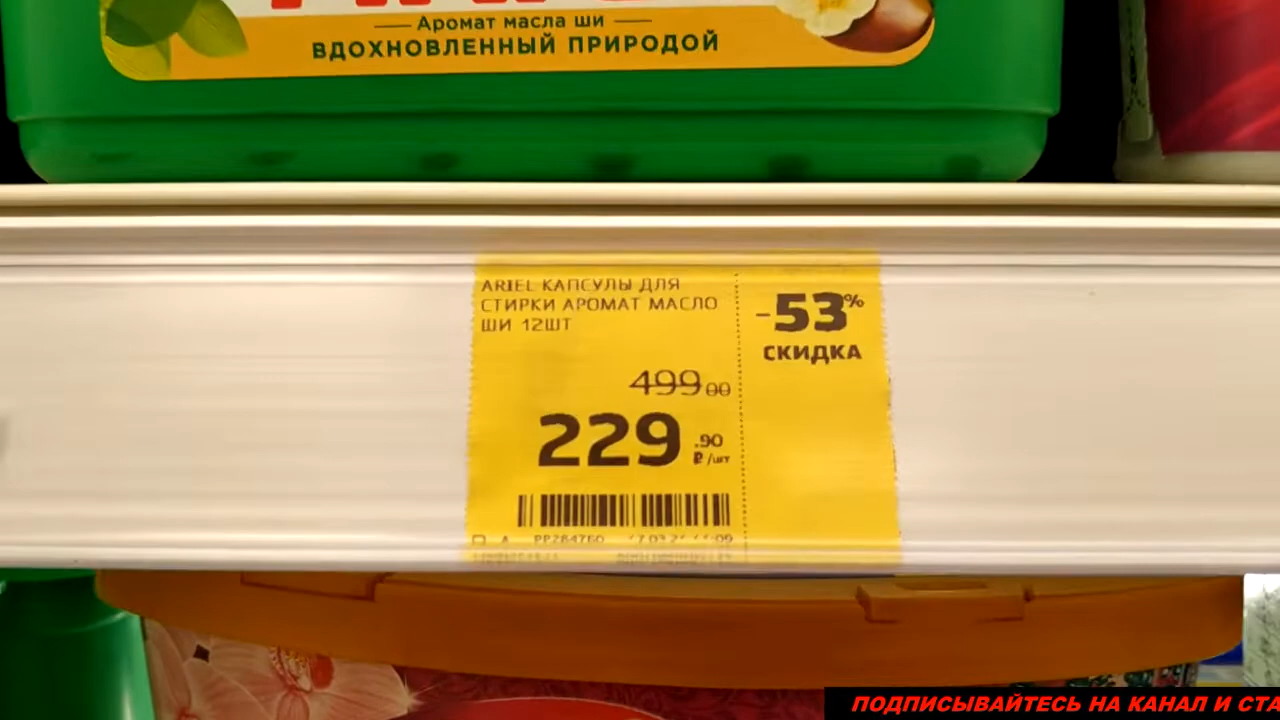 Аромат масла ши
ВДОХНОВЛЕННЫЙ ПРИРОДОЙ
ARIEL КАПСУЛЫ ДЛЯ
СТИРКИ АРОМАТ МАСЛО
ШИ 12ШТ
-53%
СКИДКА
499 00
229 .90
₽/шт
PP284760
ПОДПИСЫВАЙТЕСЬ НА КАНАЛ И СТА